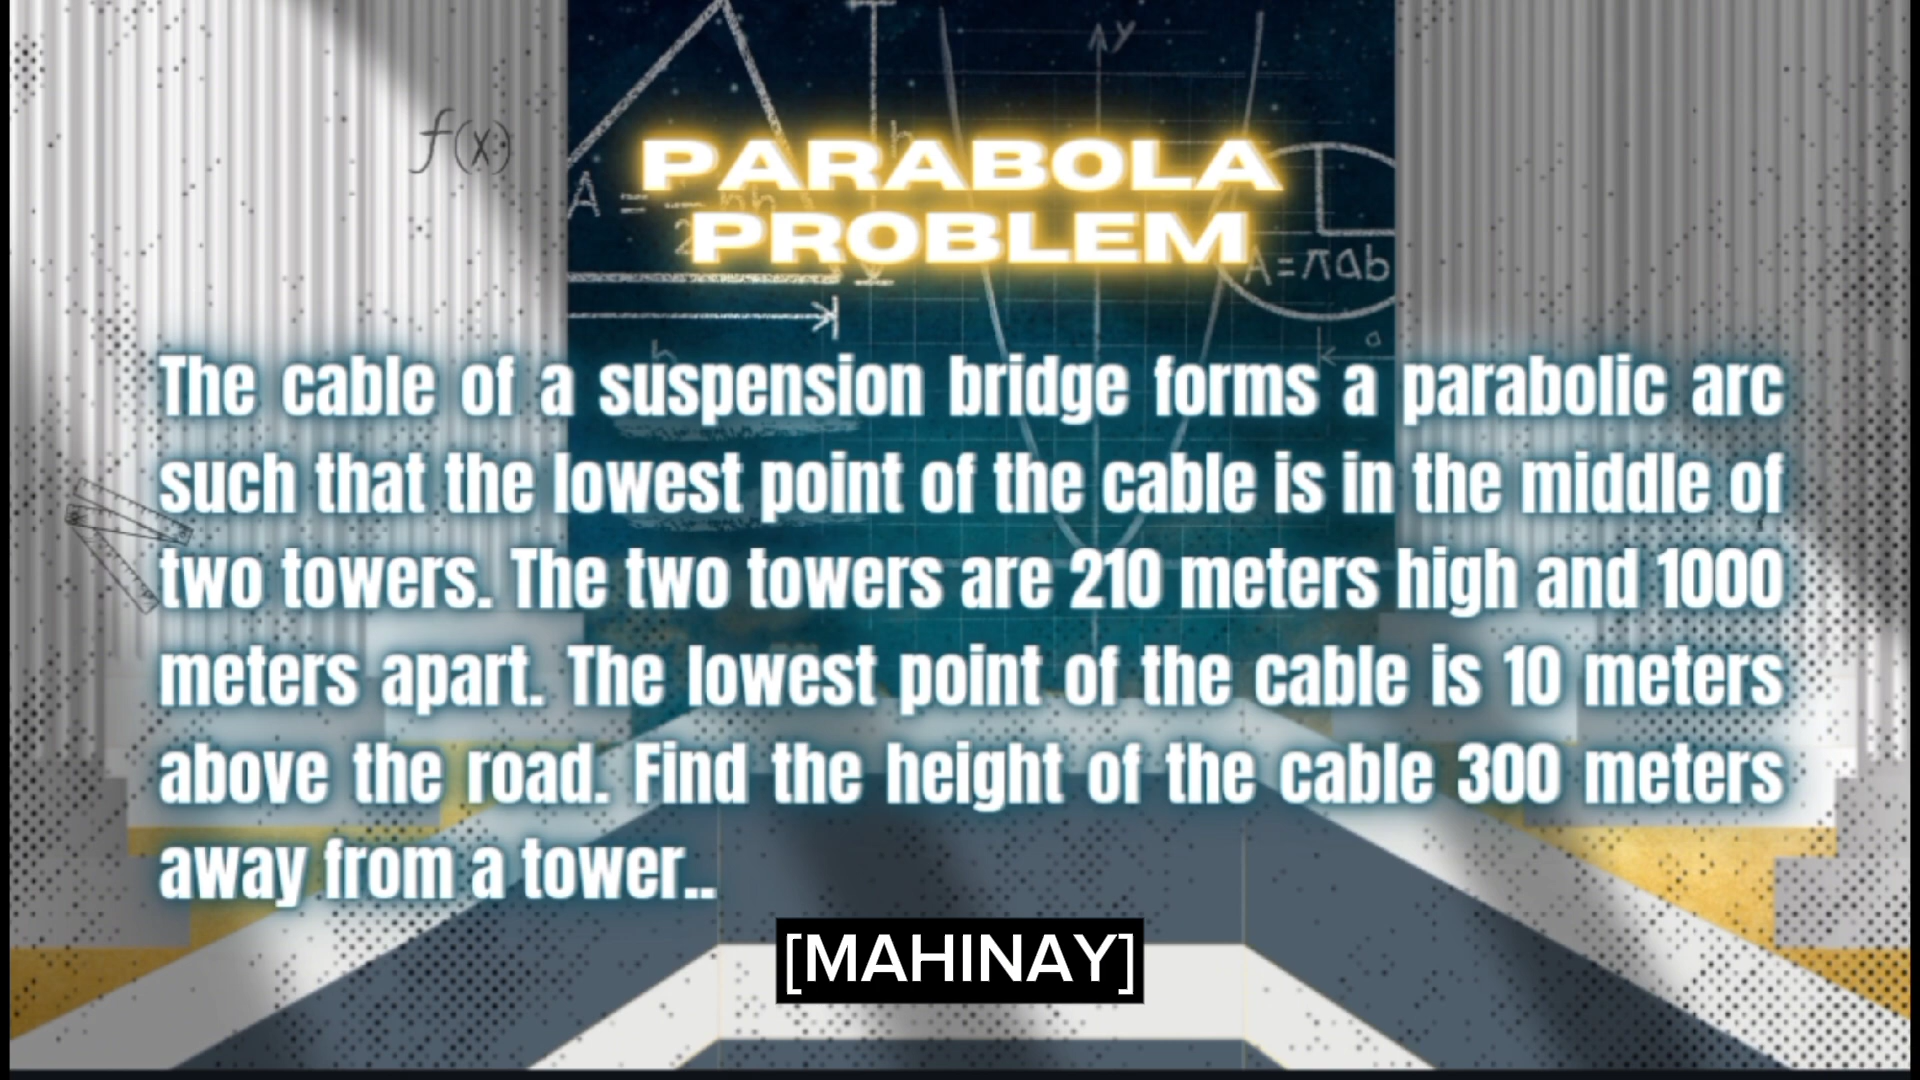 f(x)
y
h
PARABOLA
PROBLEM
A=πab
a
The cable of a suspension bridge forms a parabolic arc
such that the lowest point of the cable is in the middle of
two towers. The two towers are 210 meters high and 1000
meters apart. The lowest point of the cable is 10 meters
above the road. Find the height of the cable 300 meters
away from a tower..
[MAHINAY]